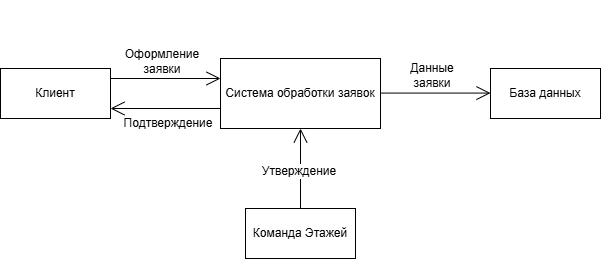 Оформление
заявки
Данные
заявки
Клиент
Система обработки заявок
База данных
Подтверждение
Утверждение
Команда Этажей